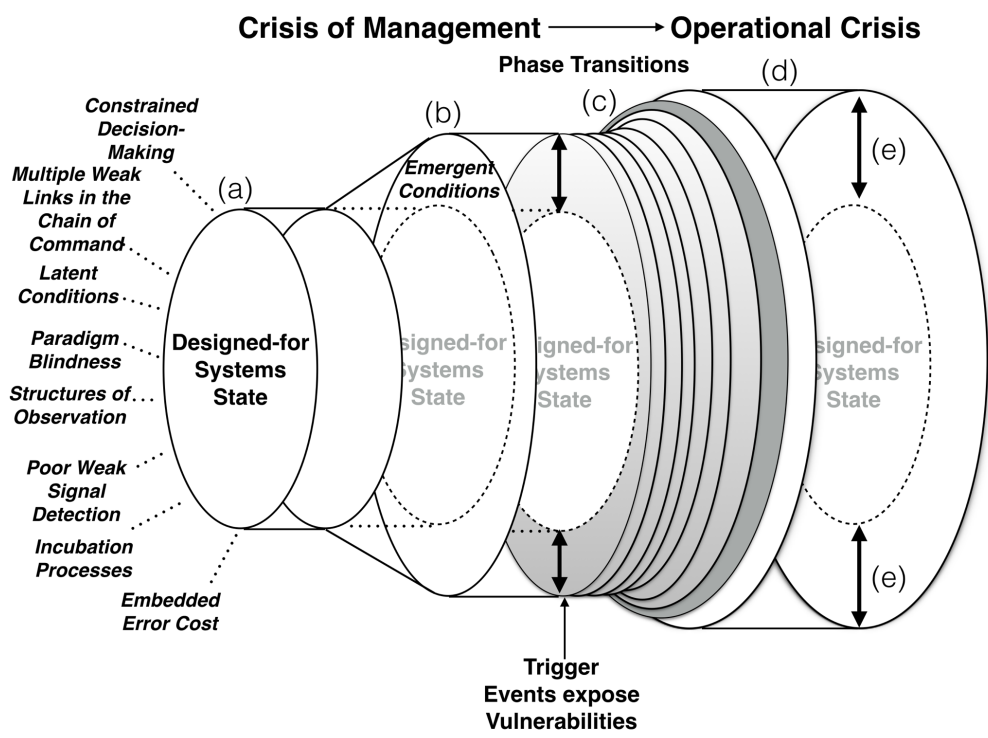 Crisis of Management Operational Crisis
Phase Transitions
(d)
(c)
(b)
(a)
(e)
Constrained
Decision-
Making
Multiple Weak
Links in the
Chain of
Command
Latent
Conditions
Paradigm
Blindness
Structures of
Observation
Poor Weak
Signal
Detection
Incubation
Processes
Embedded
Error Cost
Designed-for
Systems
State
Emergent
Conditions
signed-for
Systems
State
igned-for
ystems
State
signed-for
Systems
State
(e)
Trigger
Events expose
Vulnerabilities